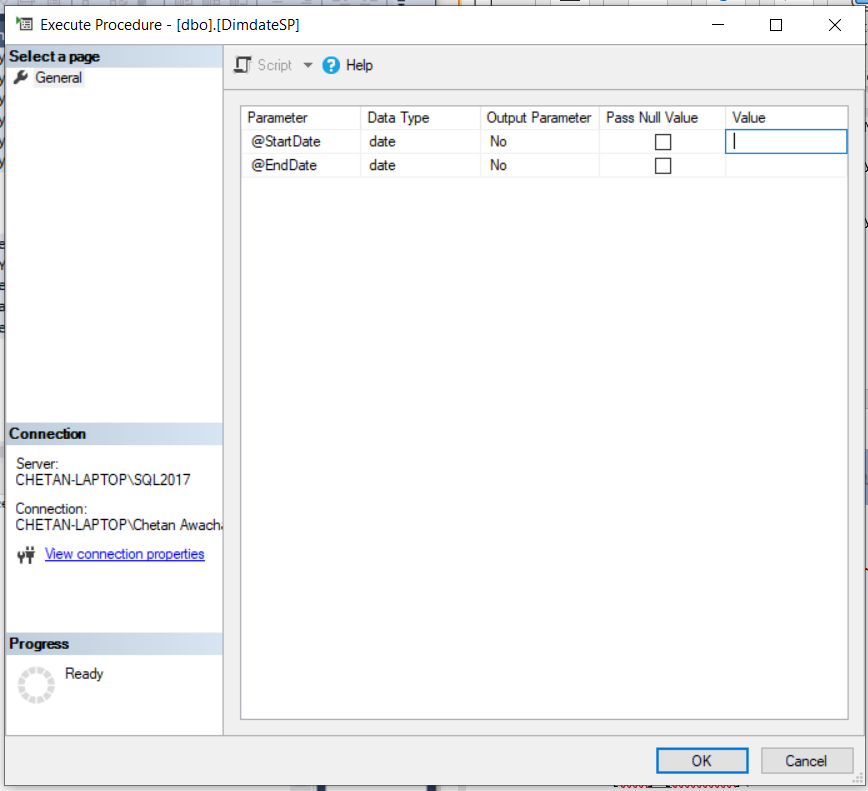 Execute Procedure - [dbo].[DimdateSP]
Select a page
General
Script Help
Parameter Data Type Output Parameter Pass Null Value Value
@StartDate date No
@EndDate date No
Connection
Server:
CHETAN-LAPTOP\SQL2017
Connection:
CHETAN-LAPTOP\Chetan Awacha
View connection properties
Progress
Ready
OK Cancel